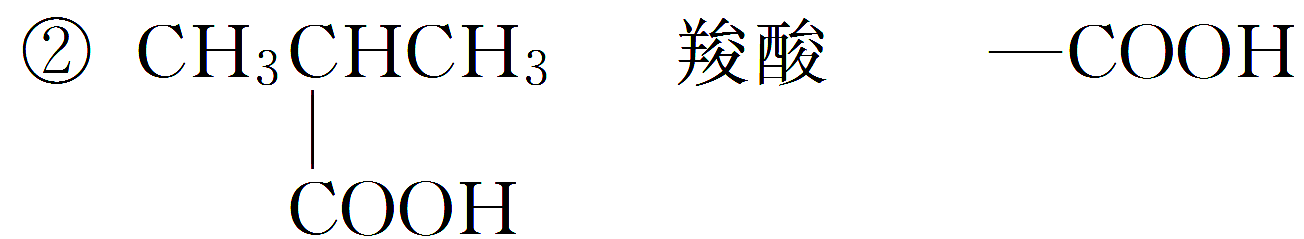 ② CH₃CHCH₃ 羧酸 —COOH
COOH